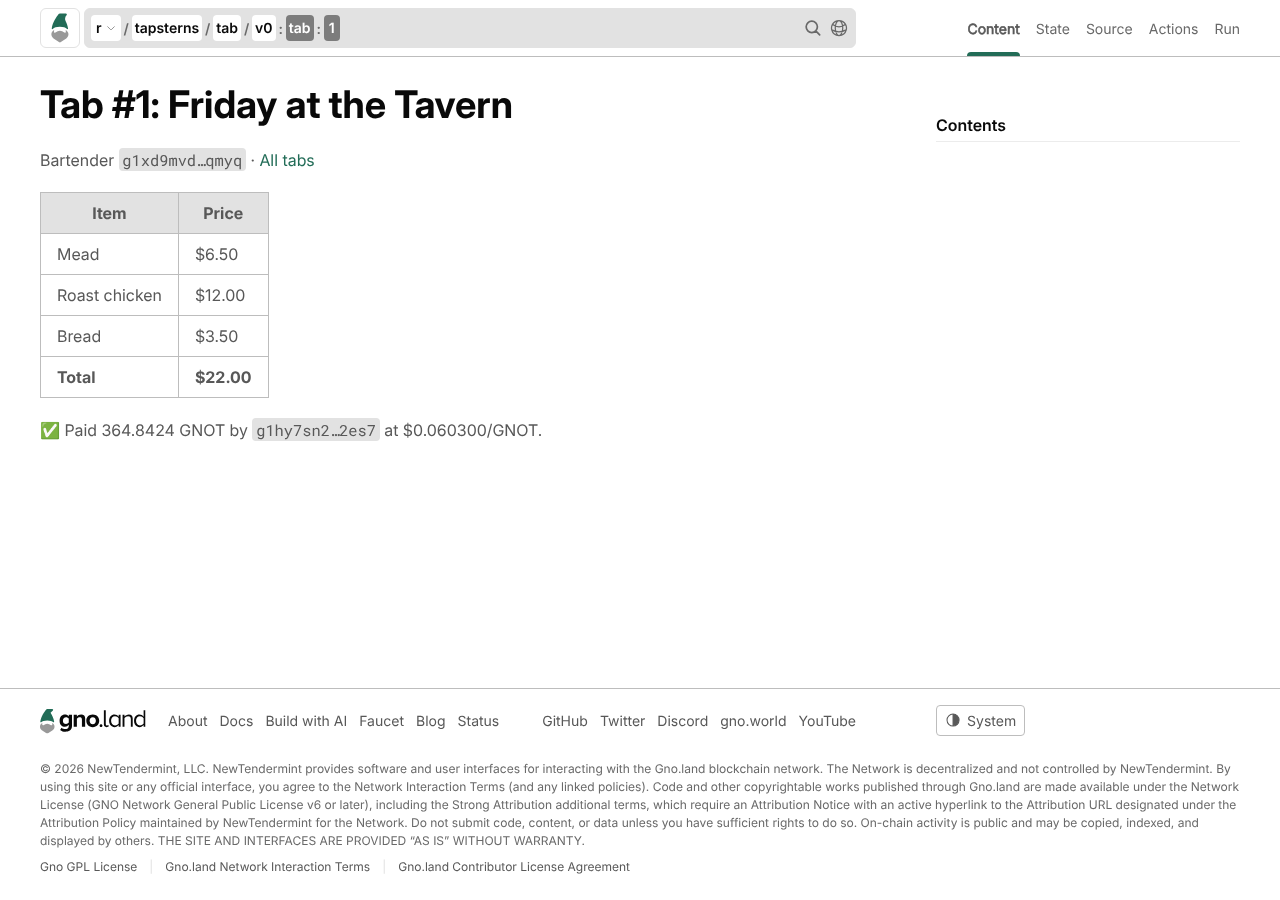 r / tapsterns / tab / v0 : tab : 1
Content State Source Actions Run
Tab #1: Friday at the Tavern
Contents
Bartender g1xd9mvd…qmyq · All tabs
Item Price
Mead $6.50
Roast chicken $12.00
Bread $3.50
Total $22.00
✅ Paid 364.8424 GNOT by g1hy7sn2…2es7 at $0.060300/GNOT.
gno.land About Docs Build with AI Faucet Blog Status GitHub Twitter Discord gno.world YouTube System
© 2026 NewTendermint, LLC. NewTendermint provides software and user interfaces for interacting with the Gno.land blockchain network. The Network is decentralized and not controlled by NewTendermint. By
using this site or any official interface, you agree to the Network Interaction Terms (and any linked policies). Code and other copyrightable works published through Gno.land are made available under the Network
License (GNO Network General Public License v6 or later), including the Strong Attribution additional terms, which require an Attribution Notice with an active hyperlink to the Attribution URL designated under the
Attribution Policy maintained by NewTendermint for the Network. Do not submit code, content, or data unless you have sufficient rights to do so. On-chain activity is public and may be copied, indexed, and
displayed by others. THE SITE AND INTERFACES ARE PROVIDED “AS IS” WITHOUT WARRANTY.
Gno GPL License Gno.land Network Interaction Terms Gno.land Contributor License Agreement